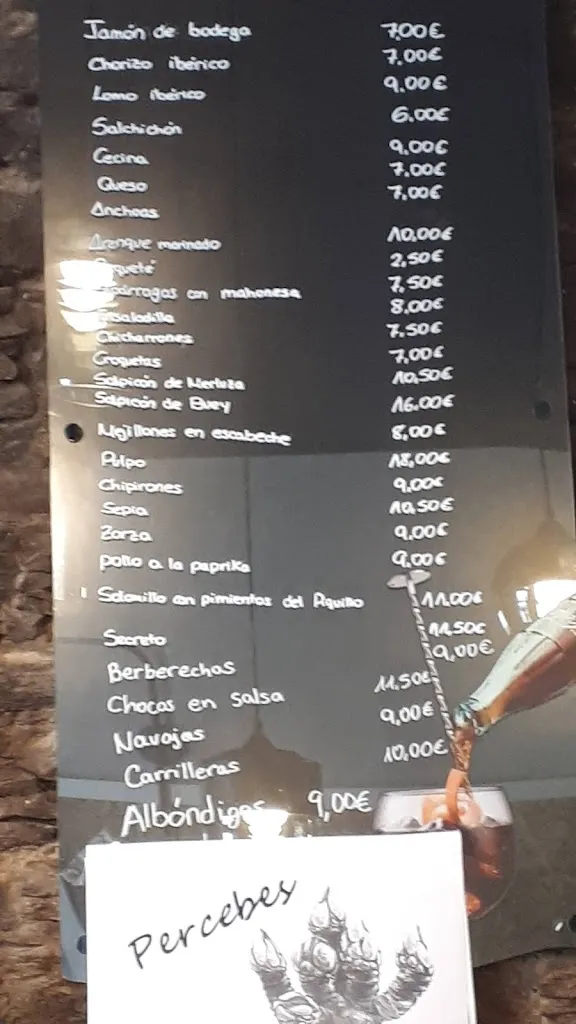 Jamón de bodega 7,00€
Chorizo ibérico 7,00€
Lomo ibérico 9,00€
Salchichón 6,00€
Cecina 9,00€
Queso 7,00€
Anchoas 7,00€
Arenque marinado 10,00€
2,50€
con mahonesa 7,50€
8,00€
Chicharrones 7,50€
Croquetas 7,00€
Salpicón de Merluza 10,50€
Salpicón de Buey 16,00€
Mejillones en escabeche 8,00€
Pulpo 18,00€
Chipirones 9,00€
Sepia 10,50€
Zorza 9,00€
pollo a la paprika 9,00€
Solomillo con pimientos del Piquillo 11,00€
Secreto 11,50€
Berberechos 9,00€
Chocas en salsa 11,50€
Navajas 9,00€
Carrilleras 10,00€
Albóndigas 9,00€
Percebes